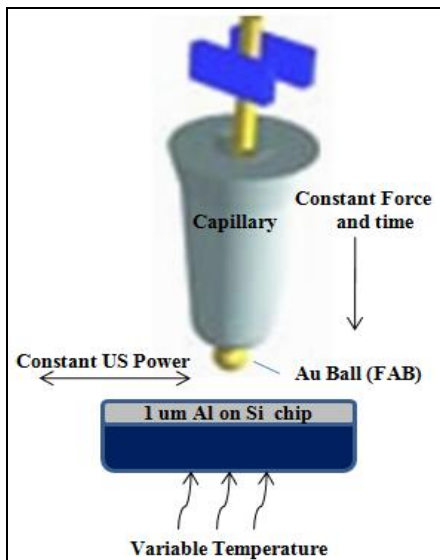 Capillary
Constant Force
and time
Constant US Power
Au Ball (FAB)
1 um Al on Si chip
Variable Temperature